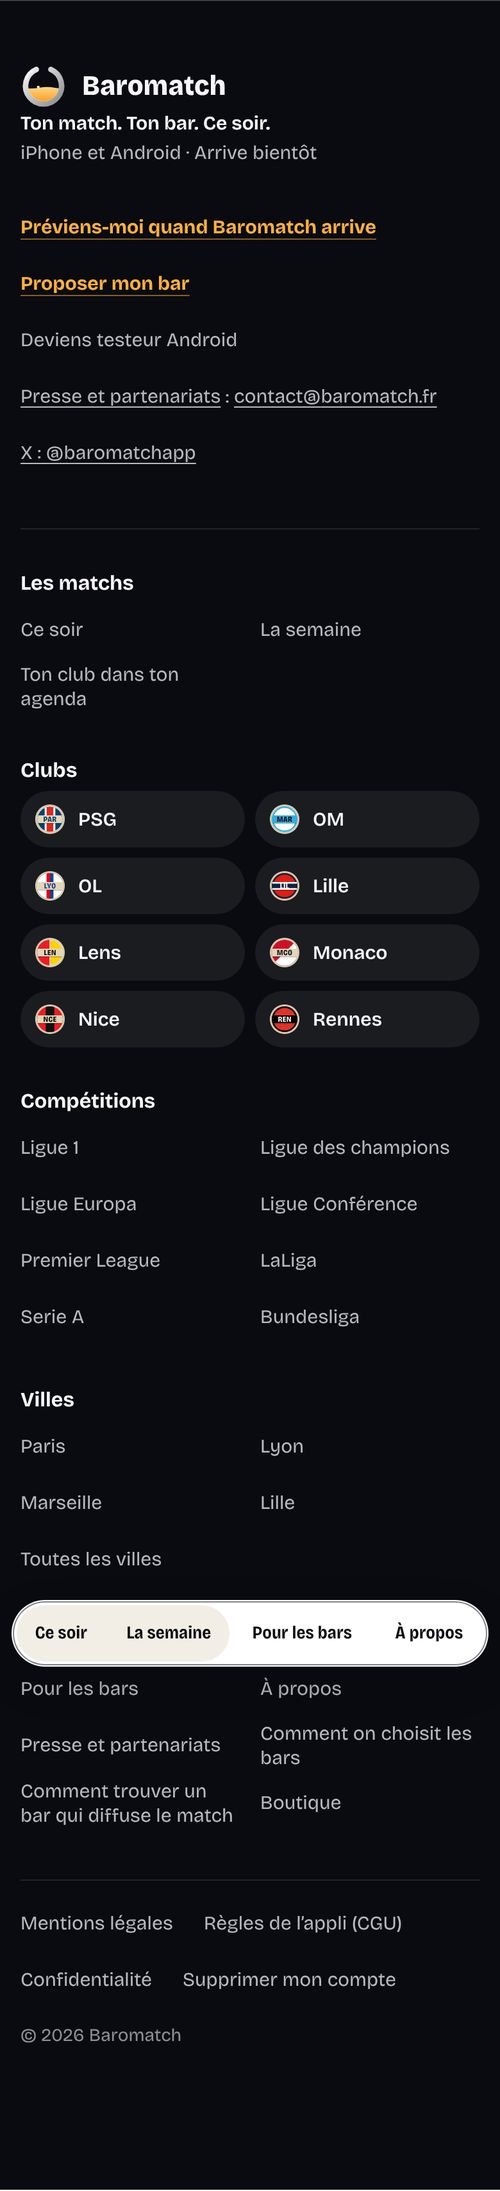 Baromatch
Ton match. Ton bar. Ce soir.
iPhone et Android · Arrive bientôt
Préviens-moi quand Baromatch arrive
Proposer mon bar
Deviens testeur Android
Presse et partenariats : contact@baromatch.fr
X : @baromatchapp
Les matchs
Ce soir
La semaine
Ton club dans ton
agenda
Clubs
PAR PSG
MAR OM
LYO OL
LIL Lille
LEN Lens
MCO Monaco
NCE Nice
REN Rennes
Compétitions
Ligue 1
Ligue des champions
Ligue Europa
Ligue Conférence
Premier League
LaLiga
Serie A
Bundesliga
Villes
Paris
Lyon
Marseille
Lille
Toutes les villes
Ce soir
La semaine
Pour les bars
À propos
Pour les bars
À propos
Presse et partenariats
Comment on choisit les
bars
Comment trouver un
bar qui diffuse le match
Boutique
Mentions légales
Règles de l’appli (CGU)
Confidentialité
Supprimer mon compte
© 2026 Baromatch